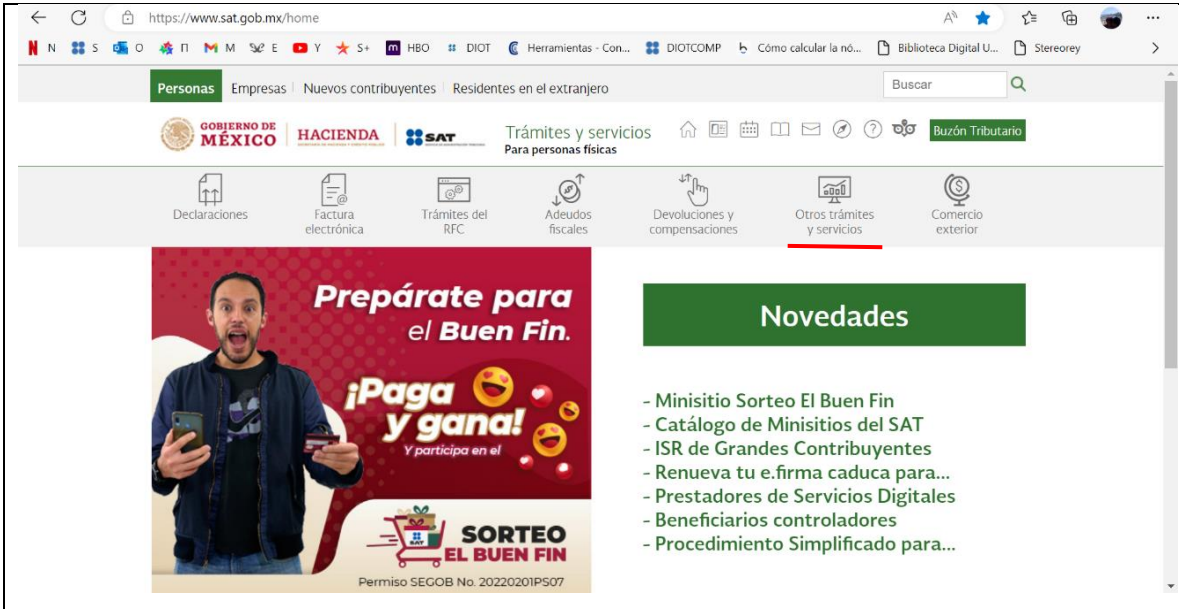 https://www.sat.gob.mx/home
N N S O П M M E Y S+ m HBO DIOT Herramientas - Con... DIOTCOMP Cómo calcular la nó... Biblioteca Digital U... Stereorey
Personas Empresas Nuevos contribuyentes Residentes en el extranjero Buscar
GOBIERNO DE MÉXICO HACIENDA SAT Trámites y servicios Buzón Tributario
Para personas físicas
Declaraciones
Factura electrónica
Trámites del RFC
Adeudos fiscales
Devoluciones y compensaciones
Otros trámites y servicios
Comercio exterior
Prepárate para
el Buen Fin.
¡Paga
y gana!
Y participa en el
SAT
SORTEO
EL BUEN FIN
Permiso SEGOB No. 20220201PS07
Novedades
- Minisitio Sorteo El Buen Fin
- Catálogo de Minisitios del SAT
- ISR de Grandes Contribuyentes
- Renueva tu e.firma caduca para...
- Prestadores de Servicios Digitales
- Beneficiarios controladores
- Procedimiento Simplificado para...